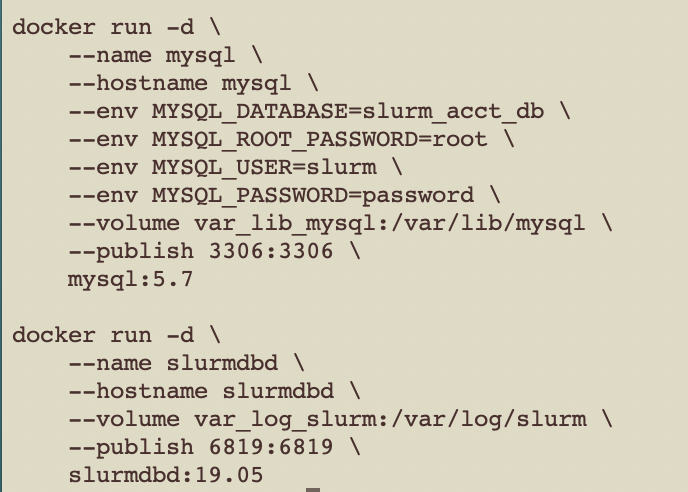 docker run -d \
    --name mysql \
    --hostname mysql \
    --env MYSQL_DATABASE=slurm_acct_db \
    --env MYSQL_ROOT_PASSWORD=root \
    --env MYSQL_USER=slurm \
    --env MYSQL_PASSWORD=password \
    --volume var_lib_mysql:/var/lib/mysql \
    --publish 3306:3306 \
    mysql:5.7

docker run -d \
    --name slurmdbd \
    --hostname slurmdbd \
    --volume var_log_slurm:/var/log/slurm \
    --publish 6819:6819 \
    slurmdbd:19.05